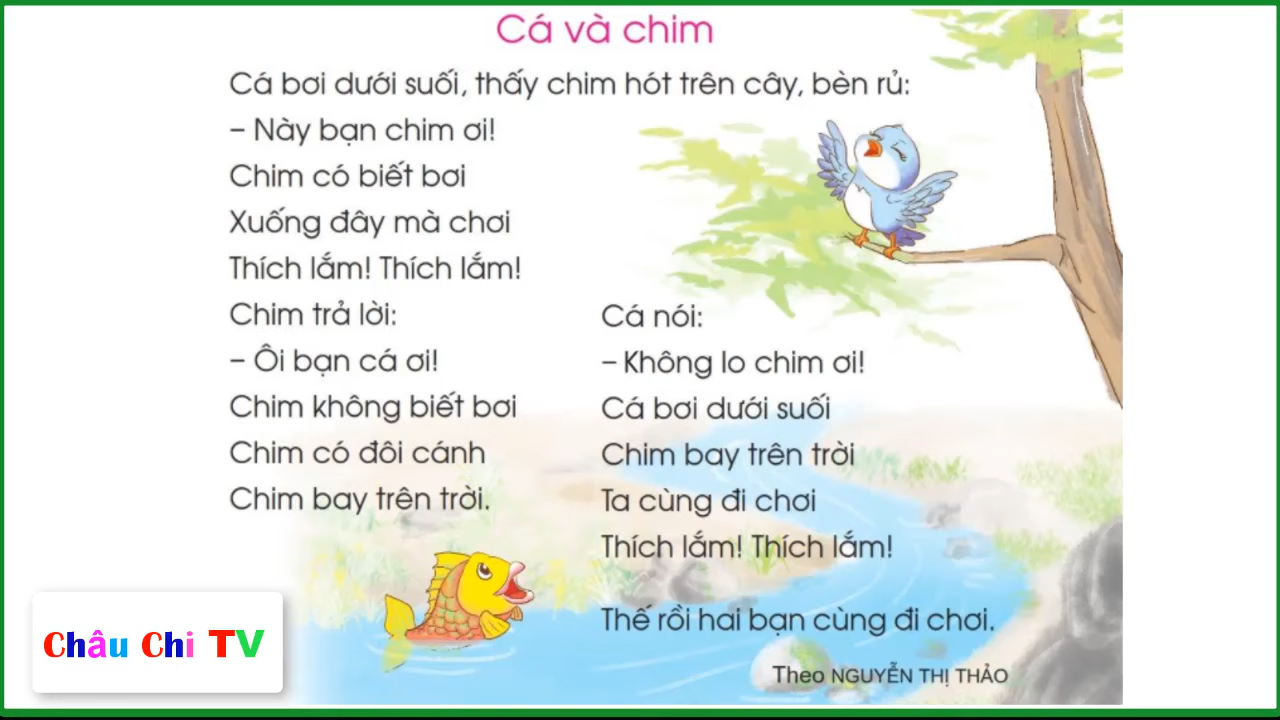 Cá và chim
Cá bơi dưới suối, thấy chim hót trên cây, bèn rủ:
– Này bạn chim ơi!
Chim có biết bơi
Xuống đây mà chơi
Thích lắm! Thích lắm!
Chim trả lời:
– Ôi bạn cá ơi!
Chim không biết bơi
Chim có đôi cánh
Chim bay trên trời.
Cá nói:
– Không lo chim ơi!
Cá bơi dưới suối
Chim bay trên trời
Ta cùng đi chơi
Thích lắm! Thích lắm!
Thế rồi hai bạn cùng đi chơi.
Theo NGUYỄN THỊ THẢO
Châu Chi TV